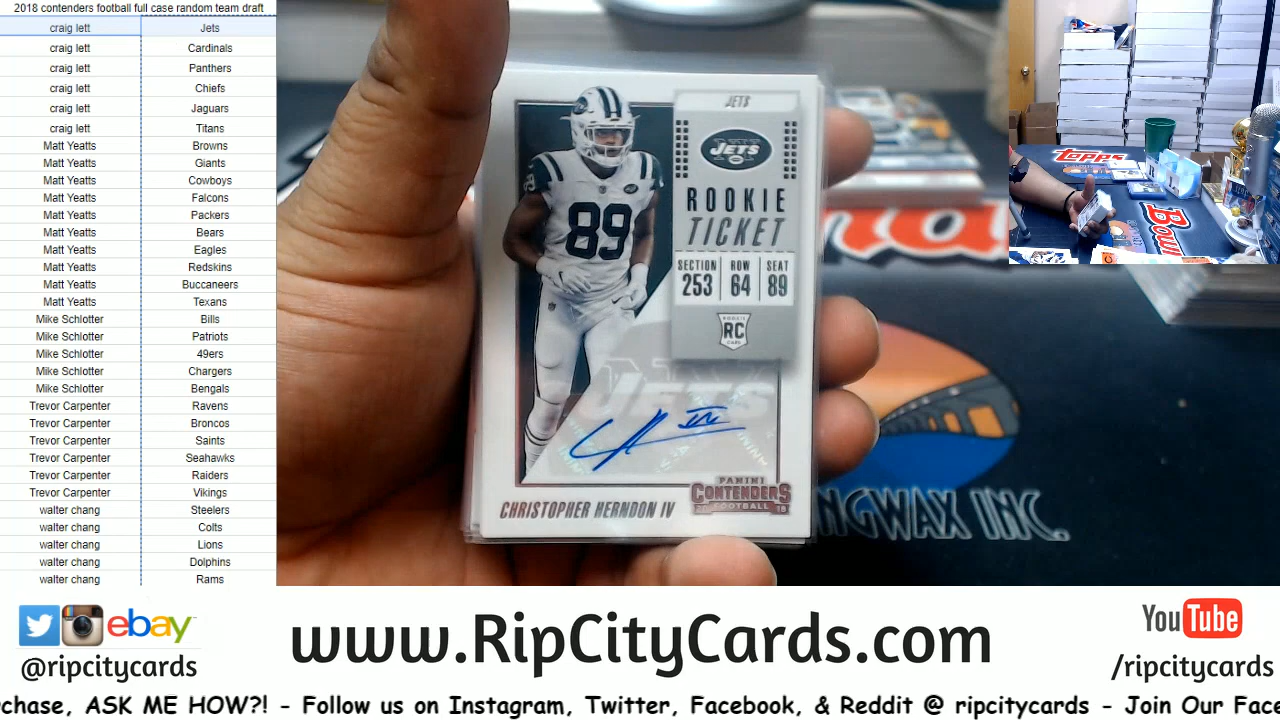 2018 contenders football full case random team draft
craig lett Jets
craig lett Cardinals
craig lett Panthers
craig lett Chiefs
craig lett Jaguars
craig lett Titans
Matt Yeatts Browns
Matt Yeatts Giants
Matt Yeatts Cowboys
Matt Yeatts Falcons
Matt Yeatts Packers
Matt Yeatts Bears
Matt Yeatts Eagles
Matt Yeatts Redskins
Matt Yeatts Buccaneers
Matt Yeatts Texans
Mike Schlotter Bills
Mike Schlotter Patriots
Mike Schlotter 49ers
Mike Schlotter Chargers
Mike Schlotter Bengals
Trevor Carpenter Ravens
Trevor Carpenter Broncos
Trevor Carpenter Saints
Trevor Carpenter Seahawks
Trevor Carpenter Raiders
Trevor Carpenter Vikings
walter chang Steelers
walter chang Colts
walter chang Lions
walter chang Dolphins
walter chang Rams
JETS
JETS
ROOKIE
TICKET
SECTION ROW SEAT
253 64 89
RC
89
JETS
CHRISTOPHER HERNDON IV
PANINI
CONTENDERS
FOOTBALL
NGWAX INC.
topps
ebay
@ripcitycards
www.RipCityCards.com
YouTube
/ripcitycards
chase, ASK ME HOW?! - Follow us on Instagram, Twitter, Facebook, & Reddit @ ripcitycards - Join Our Face